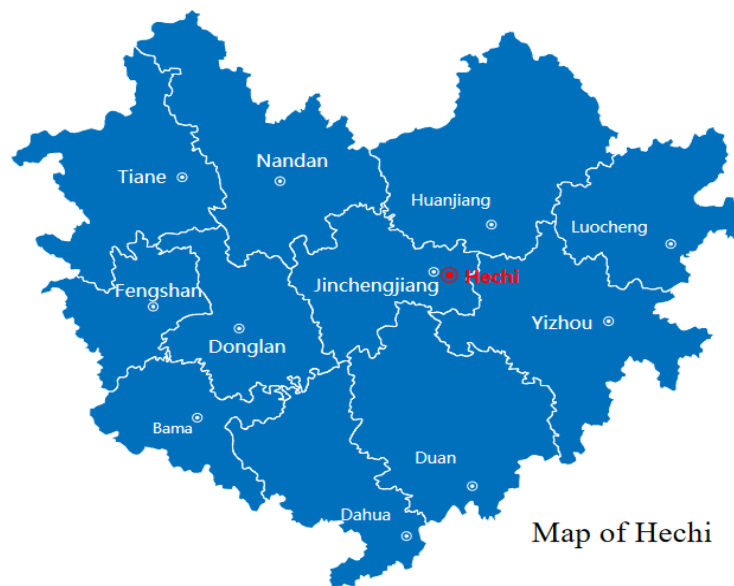 Nandan
Tiane
Huanjiang
Luocheng
Hechi
Jinchengjiang
Fengshan
Yizhou
Donglan
Bama
Duan
Dahua
Map of Hechi